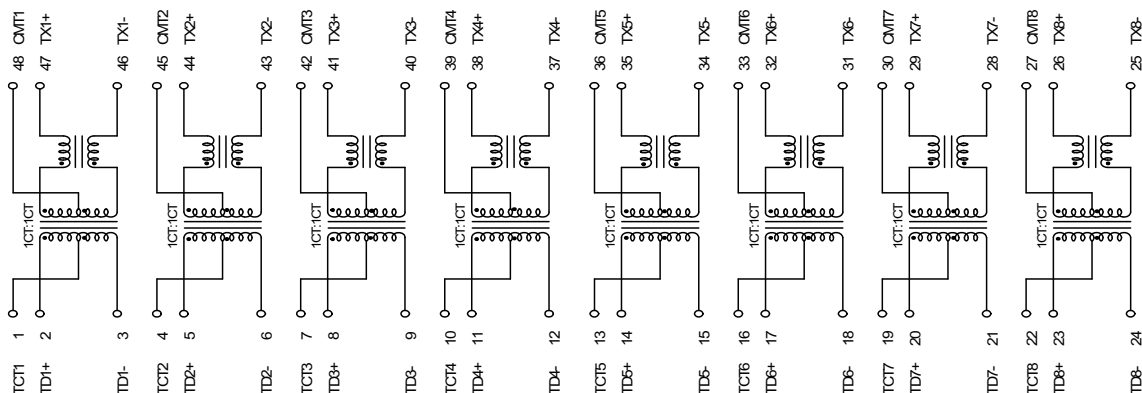 TCT1 1 48 CMT1
1CT:1CT
TD1+ 2 47 TX1+
TD1- 3 46 TX1-
TCT2 4 45 CMT2
1CT:1CT
TD2+ 5 44 TX2+
TD2- 6 43 TX2-
TCT3 7 42 CMT3
1CT:1CT
TD3+ 8 41 TX3+
TD3- 9 40 TX3-
TCT4 10 39 CMT4
1CT:1CT
TD4+ 11 38 TX4+
TD4- 12 37 TX4-
TCT5 13 36 CMT5
1CT:1CT
TD5+ 14 35 TX5+
TD5- 15 34 TX5-
TCT6 16 33 CMT6
1CT:1CT
TD6+ 17 32 TX6+
TD6- 18 31 TX6-
TCT7 19 30 CMT7
1CT:1CT
TD7+ 20 29 TX7+
TD7- 21 28 TX7-
TCT8 22 27 CMT8
1CT:1CT
TD8+ 23 26 TX8+
TD8- 24 25 TX8-